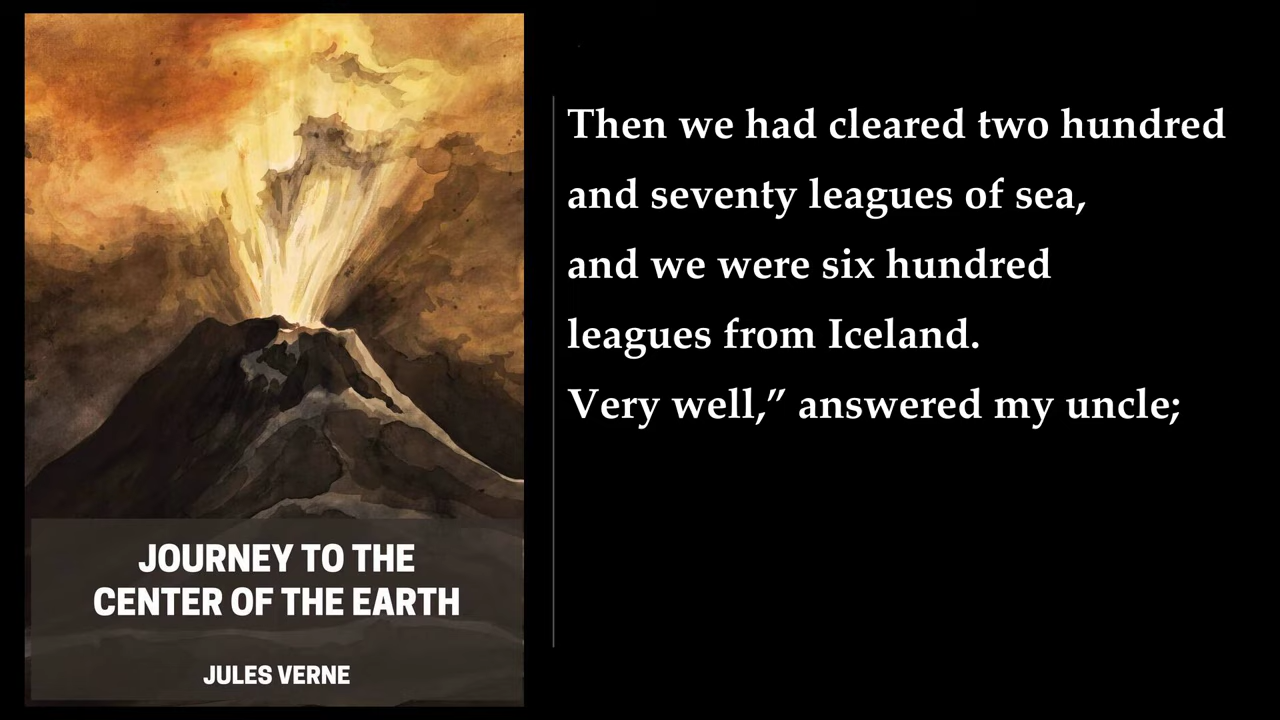 JOURNEY TO THE
CENTER OF THE EARTH
JULES VERNE
Then we had cleared two hundred
and seventy leagues of sea,
and we were six hundred
leagues from Iceland.
Very well,” answered my uncle;